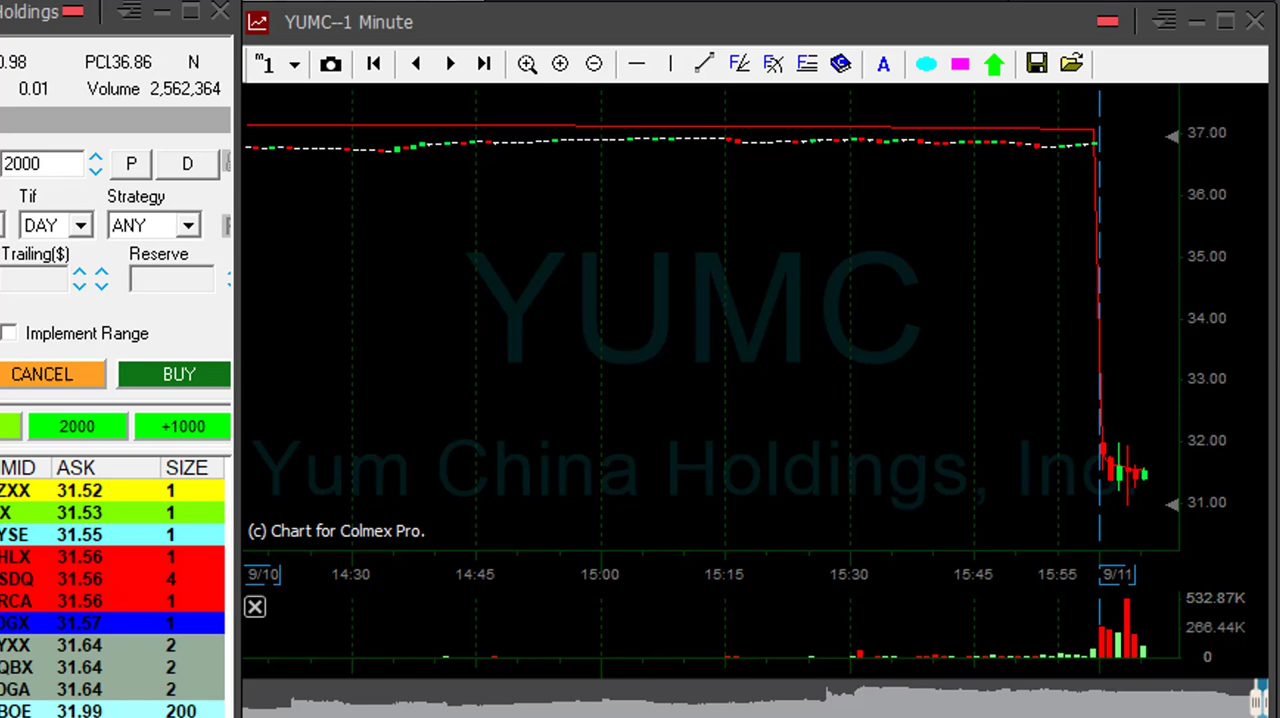 Holdings
YUMC--1 Minute
0.98 PCL36.86 N
0.01 Volume 2,562,364
m1
A
2000 P D
Tif Strategy
DAY ANY
Trailing($) Reserve
Implement Range
CANCEL BUY
2000 +1000
MID ASK SIZE
ZXX 31.52 1
X 31.53 1
YSE 31.55 1
HLX 31.56 1
SDQ 31.56 4
RCA 31.56 1
DGX 31.57 1
YXX 31.64 2
QBX 31.64 2
DGA 31.64 2
BOE 31.99 200
YUMC
Yum China Holdings, Inc
37.00
36.00
35.00
34.00
33.00
32.00
31.00
(c) Chart for Colmex Pro.
9/10 14:30 14:45 15:00 15:15 15:30 15:45 15:55 9/11
532.87K
266.44K
0